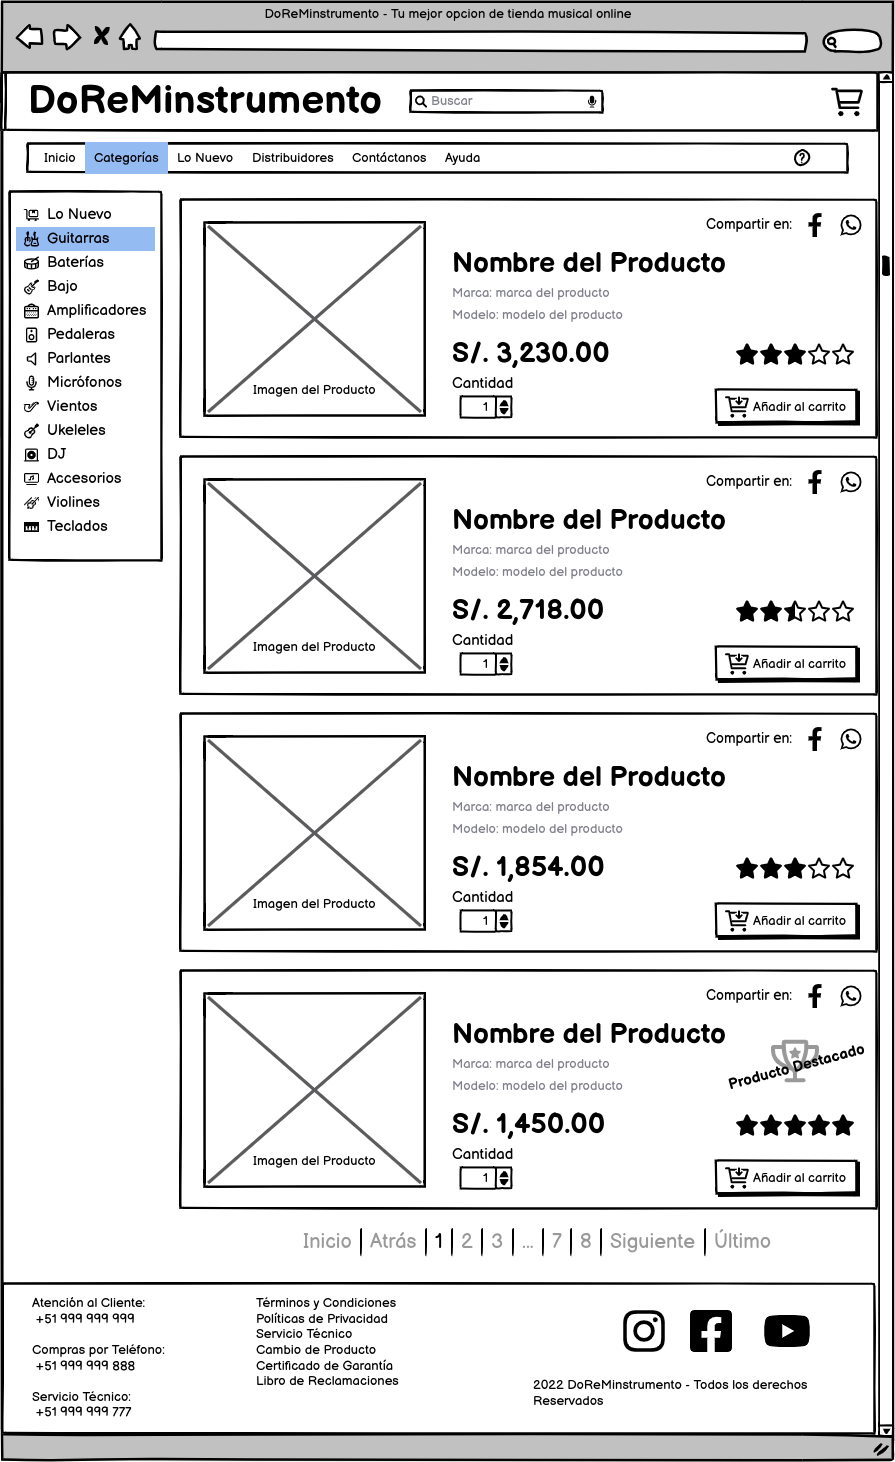 DoReMinstrumento - Tu mejor opcion de tienda musical online
DoReMinstrumento
Buscar
Inicio Categorías Lo Nuevo Distribuidores Contáctanos Ayuda
Lo Nuevo
Guitarras
Baterías
Bajo
Amplificadores
Pedaleras
Parlantes
Micrófonos
Vientos
Ukeleles
DJ
Accesorios
Violines
Teclados
Compartir en:
Imagen del Producto
Nombre del Producto
Marca: marca del producto
Modelo: modelo del producto
S/. 3,230.00
Cantidad
1
Añadir al carrito
Compartir en:
Imagen del Producto
Nombre del Producto
Marca: marca del producto
Modelo: modelo del producto
S/. 2,718.00
Cantidad
1
Añadir al carrito
Compartir en:
Imagen del Producto
Nombre del Producto
Marca: marca del producto
Modelo: modelo del producto
S/. 1,854.00
Cantidad
1
Añadir al carrito
Compartir en:
Imagen del Producto
Nombre del Producto
Marca: marca del producto
Modelo: modelo del producto
Producto Destacado
S/. 1,450.00
Cantidad
1
Añadir al carrito
Inicio | Atrás | 1 | 2 | 3 | ... | 7 | 8 | Siguiente | Último
Atención al Cliente:
+51 999 999 999
Compras por Teléfono:
+51 999 999 888
Servicio Técnico:
+51 999 999 777
Términos y Condiciones
Políticas de Privacidad
Servicio Técnico
Cambio de Producto
Certificado de Garantía
Libro de Reclamaciones
2022 DoReMinstrumento - Todos los derechos
Reservados